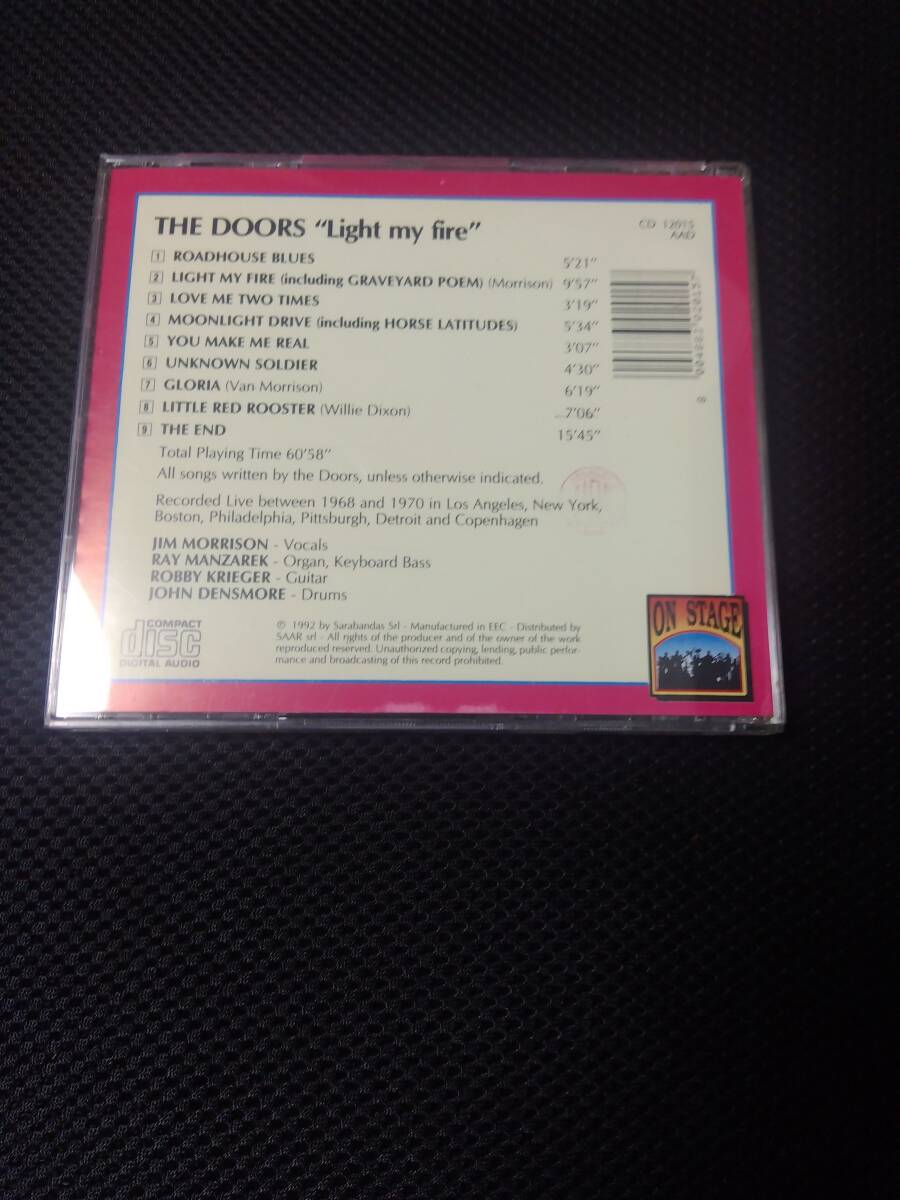 THE DOORS "Light my fire"
CD 12015
AAD
1 ROADHOUSE BLUES 5'21"
2 LIGHT MY FIRE (including GRAVEYARD POEM) (Morrison) 9'57"
3 LOVE ME TWO TIMES 3'19"
4 MOONLIGHT DRIVE (including HORSE LATITUDES) 5'34"
5 YOU MAKE ME REAL 3'07"
6 UNKNOWN SOLDIER 4'30"
7 GLORIA (Van Morrison) 6'19"
8 LITTLE RED ROOSTER (Willie Dixon) 7'06"
9 THE END 15'45"
Total Playing Time 60'58"
All songs written by the Doors, unless otherwise indicated.
Recorded Live between 1968 and 1970 in Los Angeles, New York,
Boston, Philadelphia, Pittsburgh, Detroit and Copenhagen
JIM MORRISON - Vocals
RAY MANZAREK - Organ, Keyboard Bass
ROBBY KRIEGER - Guitar
JOHN DENSMORE - Drums
COMPACT
disc
DIGITAL AUDIO
℗ 1992 by Sarabandas Srl - Manufactured in EEC - Distributed by
SAAR srl - All rights of the producer and of the owner of the work
reproduced reserved. Unauthorized copying, lending, public perfor-
mance and broadcasting of this record prohibited.
ON STAGE
8 004883 020157